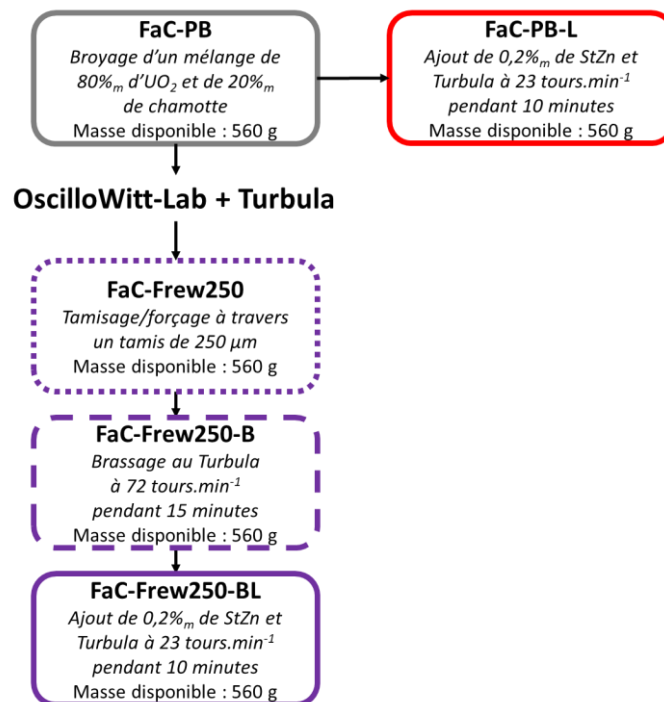 FaC-PB
Broyage d’un mélange de
80%m d’UO2 et de 20%m
de chamotte
Masse disponible : 560 g
FaC-PB-L
Ajout de 0,2%m de StZn et
Turbula à 23 tours.min-1
pendant 10 minutes
Masse disponible : 560 g
OscilloWitt-Lab + Turbula
FaC-Frew250
Tamisage/forçage à travers
un tamis de 250 µm
Masse disponible : 560 g
FaC-Frew250-B
Brassage au Turbula
à 72 tours.min-1
pendant 15 minutes
Masse disponible : 560 g
FaC-Frew250-BL
Ajout de 0,2%m de StZn et
Turbula à 23 tours.min-1
pendant 10 minutes
Masse disponible : 560 g